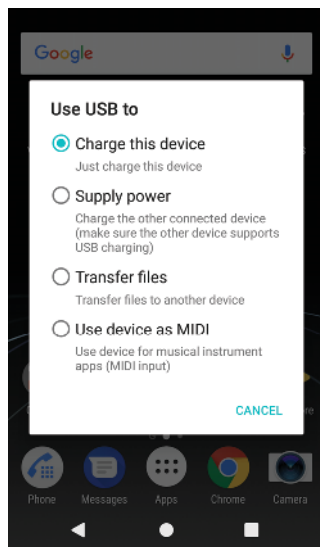 Google
Use USB to
Charge this device
Just charge this device
Supply power
Charge the other connected device
(make sure the other device supports
USB charging)
Transfer files
Transfer files to another device
Use device as MIDI
Use device for musical instrument
apps (MIDI input)
CANCEL
Phone Messages Apps Chrome Camera